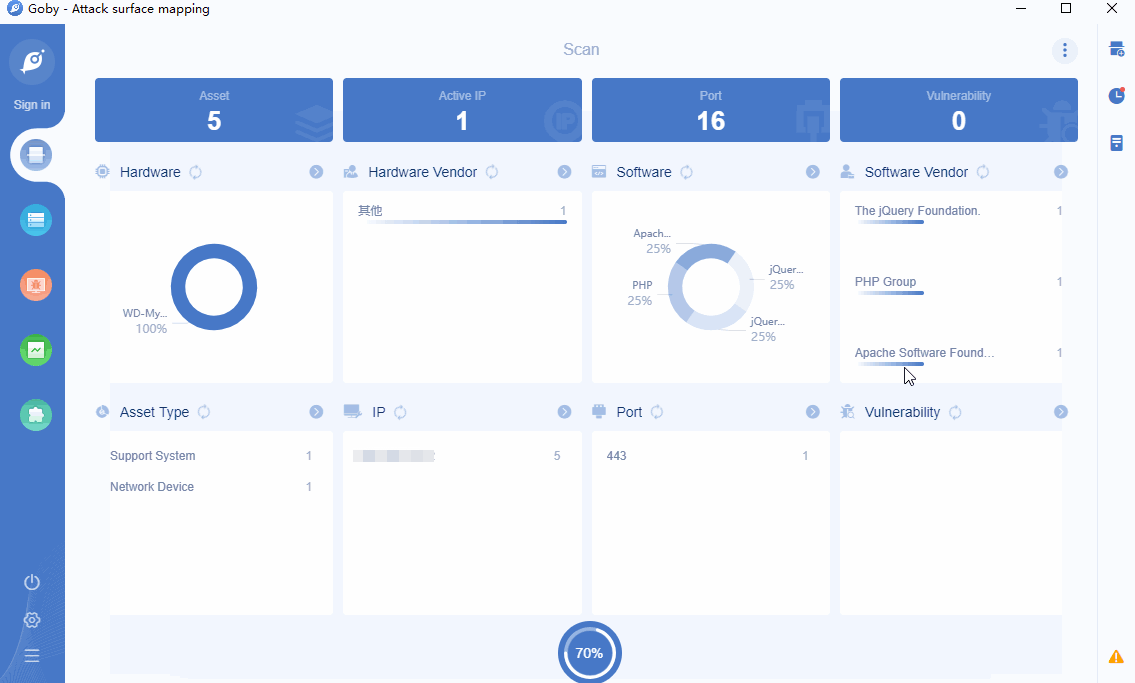 Goby - Attack surface mapping
Scan
Sign in
Asset
5
Active IP
1
Port
16
Vulnerability
0
Hardware
Hardware Vendor
Software
Software Vendor
WD-My...
100%
其他 1
Apach...
25%
PHP
25%
jQuer...
25%
jQuer...
25%
The jQuery Foundation. 1
PHP Group 1
Apache Software Found... 1
Asset Type
IP
Port
Vulnerability
Support System 1
Network Device 1
5
443 1
70%